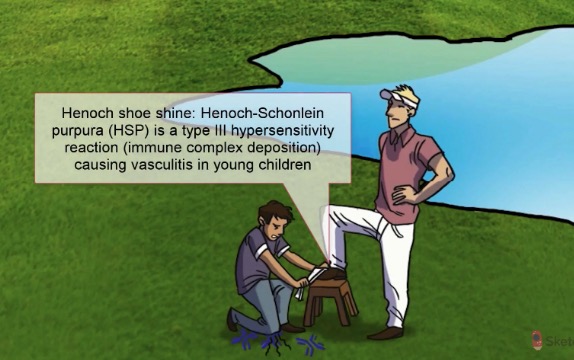 Henoch shoe shine: Henoch-Schonlein
purpura (HSP) is a type III hypersensitivity
reaction (immune complex deposition)
causing vasculitis in young children